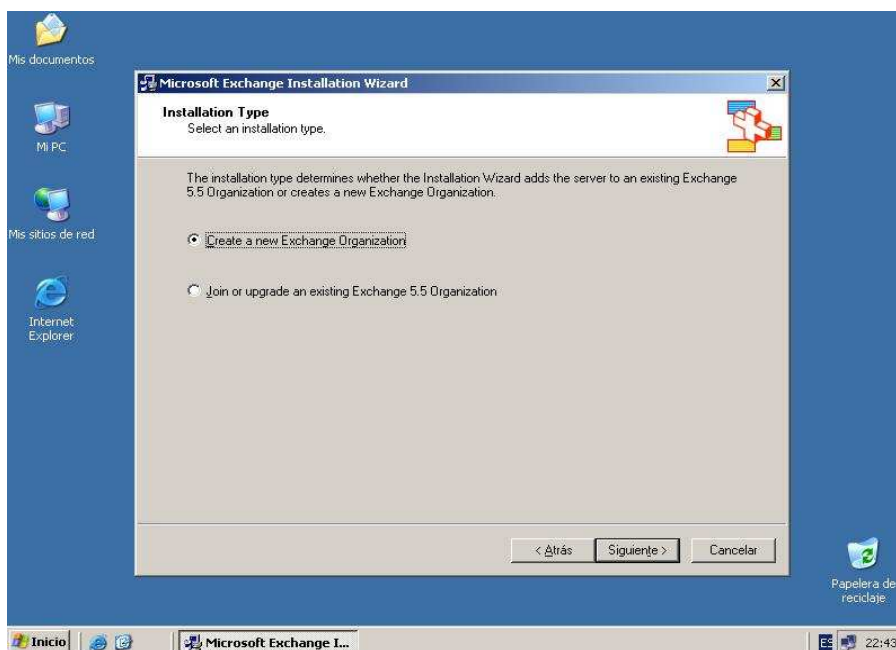 Mis documentos
Mi PC
Mis sitios de red
Internet
Explorer
Microsoft Exchange Installation Wizard
Installation Type
Select an installation type.
The installation type determines whether the Installation Wizard adds the server to an existing Exchange
5.5 Organization or creates a new Exchange Organization.
Create a new Exchange Organization
Join or upgrade an existing Exchange 5.5 Organization
< Atrás
Siguiente >
Cancelar
Papelera de
reciclaje
Inicio
Microsoft Exchange I...
ES
22:43